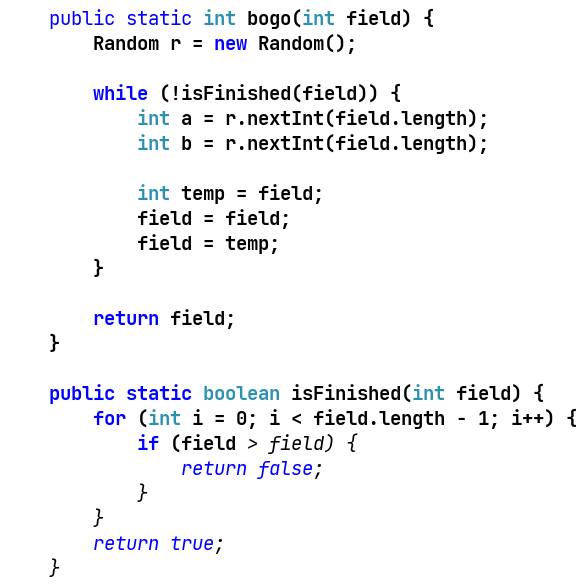 public static int bogo(int field) {
Random r = new Random();
while (!isFinished(field)) {
int a = r.nextInt(field.length);
int b = r.nextInt(field.length);
int temp = field;
field = field;
field = temp;
}
return field;
}
public static boolean isFinished(int field) {
for (int i = 0; i < field.length - 1; i++) {
if (field > field) {
return false;
}
}
return true;
}